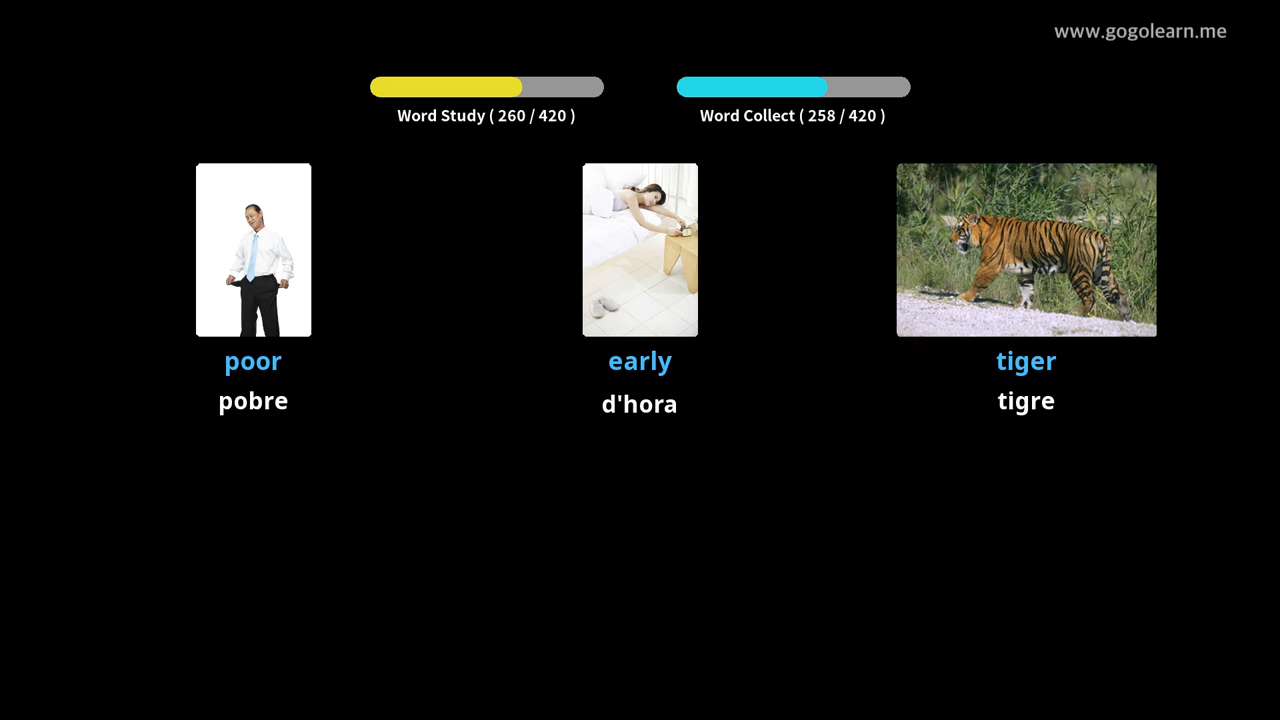 www.gogolearn.me
Word Study ( 260 / 420 )
Word Collect ( 258 / 420 )
poor
pobre
early
d'hora
tiger
tigre